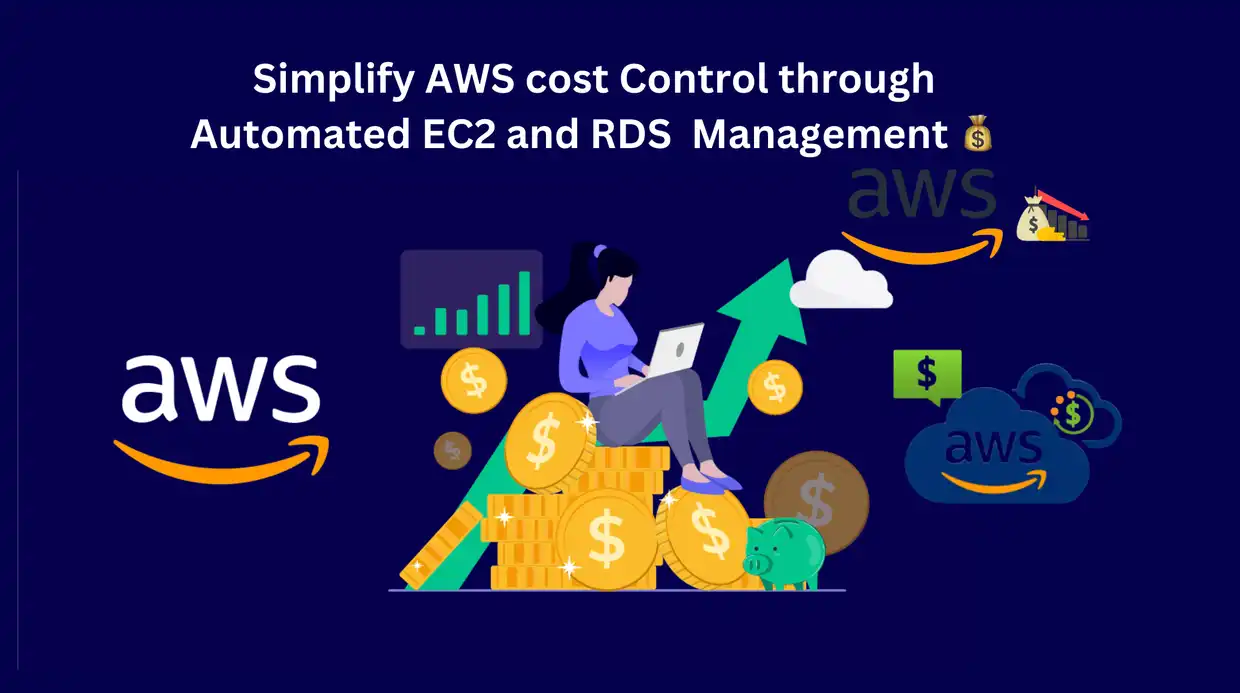 Simplify AWS cost Control through
Automated EC2 and RDS Management 💰
aws
$
aws
$
$
aws
$
$
$
$
$
$
$
$